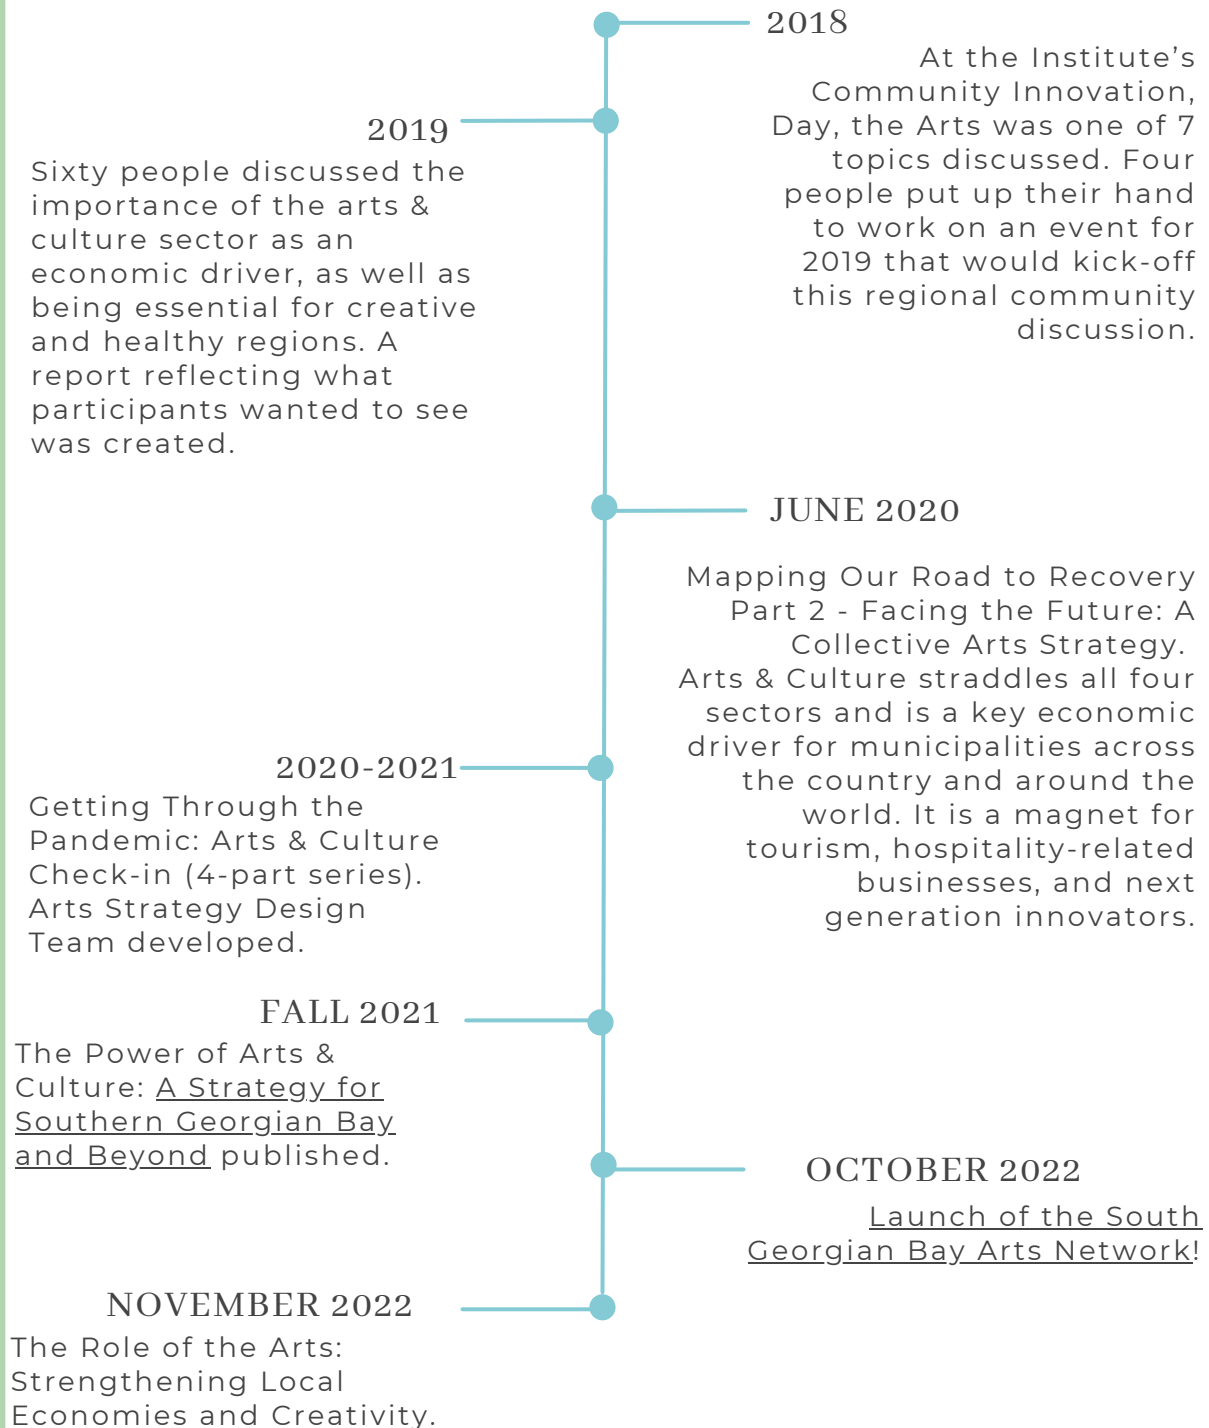 2018
At the Institute’s
Community Innovation,
Day, the Arts was one of 7
topics discussed. Four
people put up their hand
to work on an event for
2019 that would kick-off
this regional community
discussion.
2019
Sixty people discussed the
importance of the arts &
culture sector as an
economic driver, as well as
being essential for creative
and healthy regions. A
report reflecting what
participants wanted to see
was created.
JUNE 2020
Mapping Our Road to Recovery
Part 2 - Facing the Future: A
Collective Arts Strategy.
Arts & Culture straddles all four
sectors and is a key economic
driver for municipalities across
the country and around the
world. It is a magnet for
tourism, hospitality-related
businesses, and next
generation innovators.
2020-2021
Getting Through the
Pandemic: Arts & Culture
Check-in (4-part series).
Arts Strategy Design
Team developed.
FALL 2021
The Power of Arts &
Culture: A Strategy for
Southern Georgian Bay
and Beyond published.
OCTOBER 2022
Launch of the South
Georgian Bay Arts Network!
NOVEMBER 2022
The Role of the Arts:
Strengthening Local
Economies and Creativity.